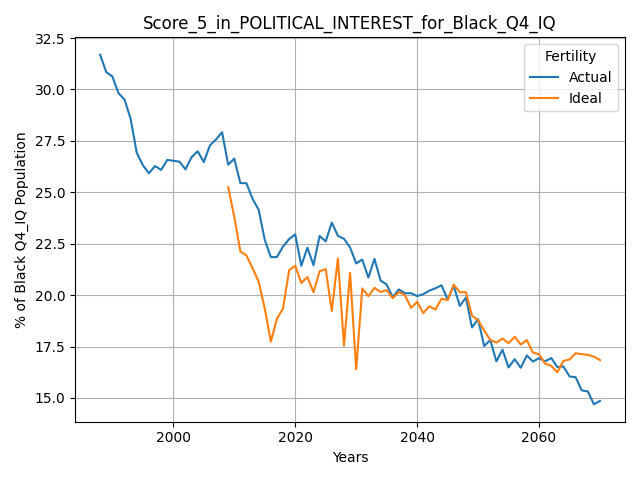 Score_5_in_POLITICAL_INTEREST_for_Black_Q4_IQ
Fertility
Actual
Ideal
% of Black Q4_IQ Population
32.5
30.0
27.5
25.0
22.5
20.0
17.5
15.0
2000
2020
2040
2060
Years